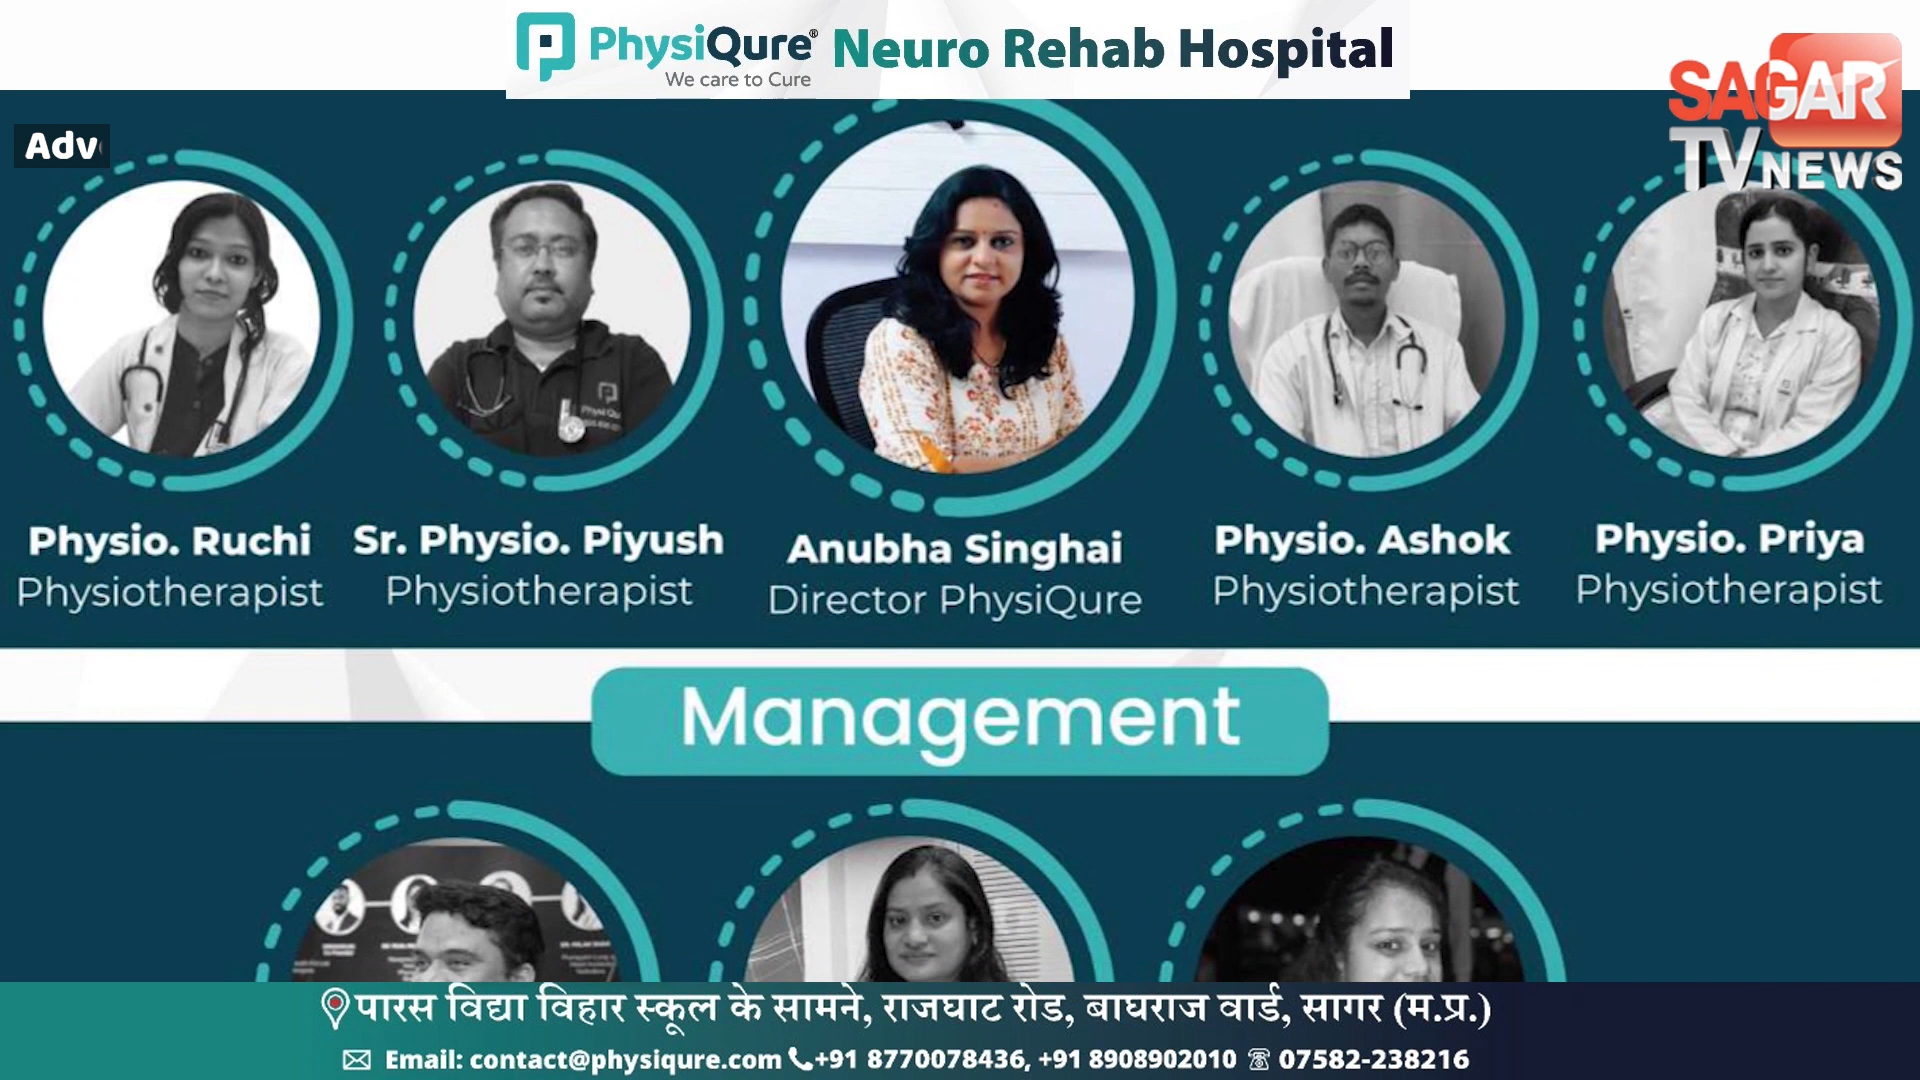 PhysiQure® Neuro Rehab Hospital
We care to Cure
SAGAR
TV NEWS
Adv
Physio. Ruchi
Physiotherapist
Sr. Physio. Piyush
Physiotherapist
Anubha Singhai
Director PhysiQure
Physio. Ashok
Physiotherapist
Physio. Priya
Physiotherapist
Management
पारस विद्या विहार स्कूल के सामने, राजघाट रोड, बाघराज वार्ड, सागर (म.प्र.)
Email: contact@physiqure.com +91 8770078436, +91 8908902010 07582-238216